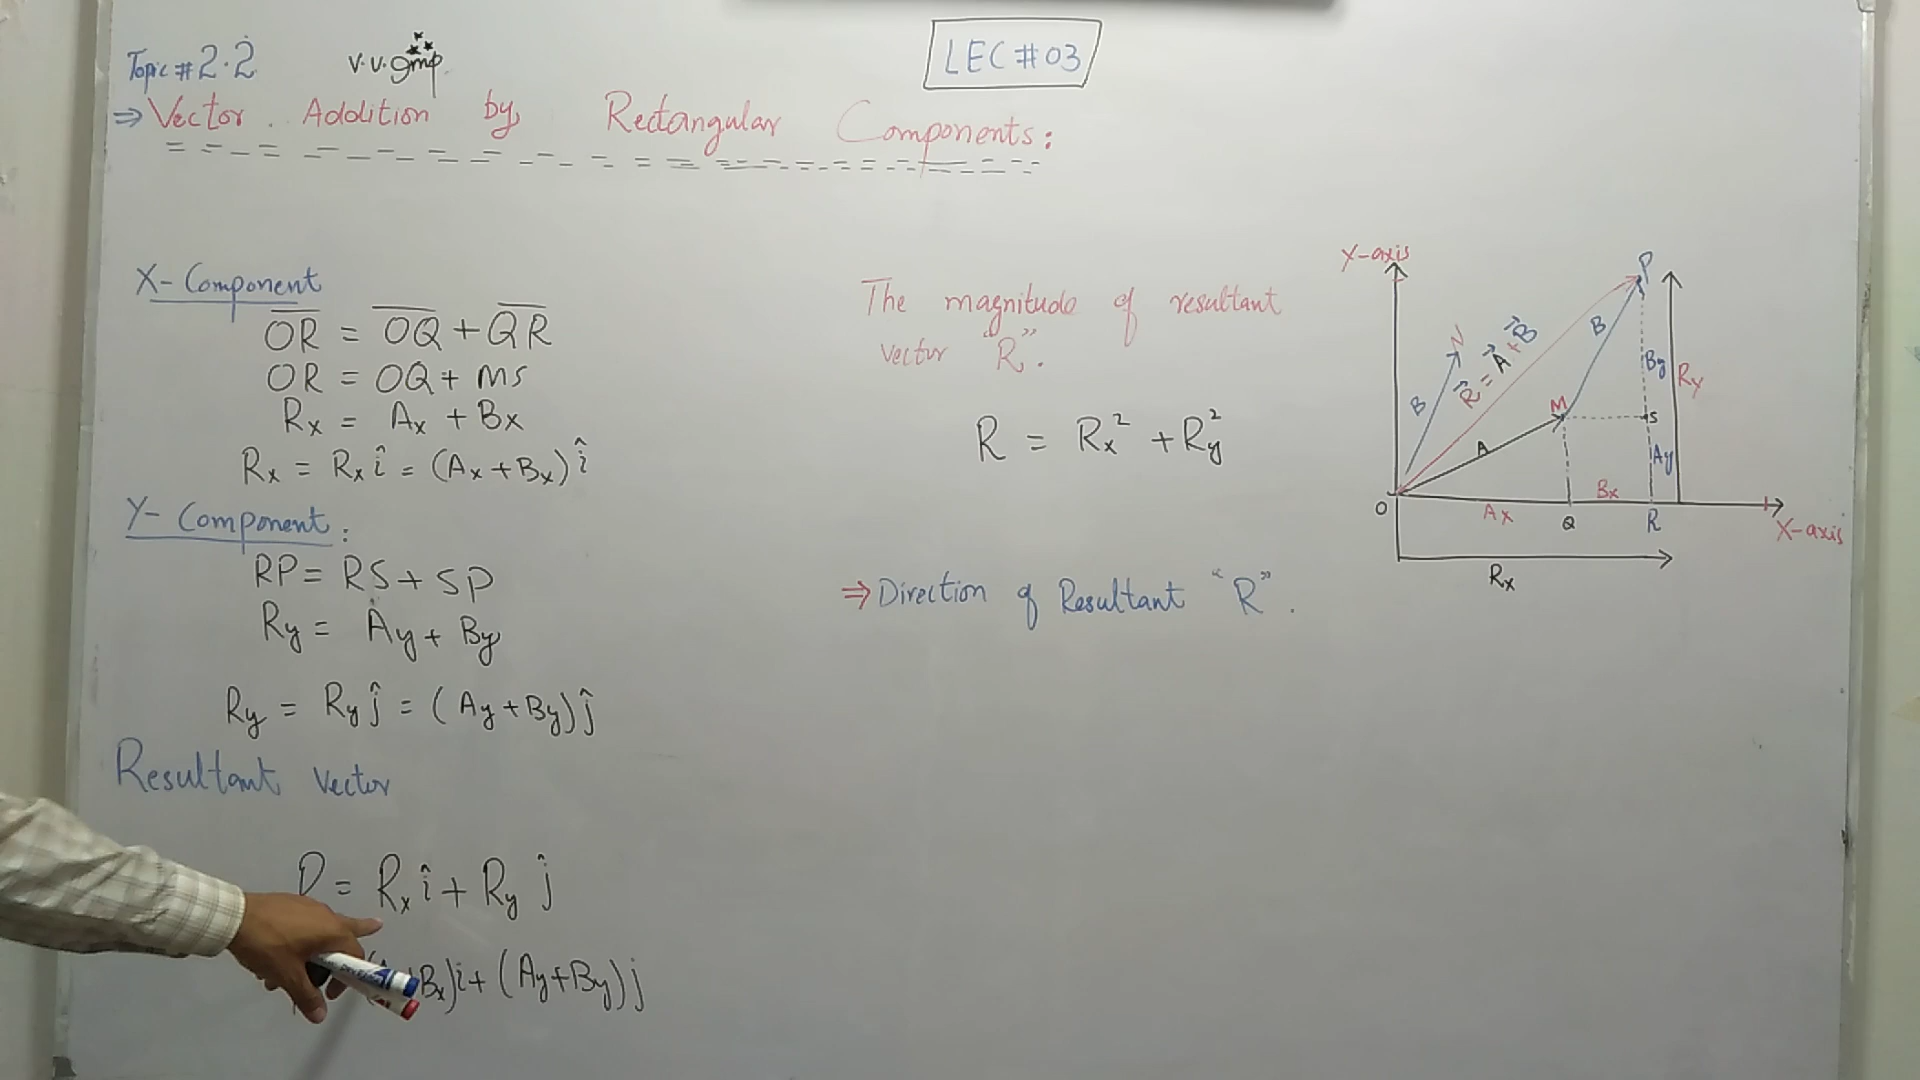 LEC # 03
Topic # 2.2 v.v.gmp
⇒ Vector Addition by Rectangular Components:
X-Component
OR = OQ + QR
OR = OQ + MS
Rx = Ax + Bx
Rx = Rx î = (Ax + Bx) î
Y-Component:
RP = RS + SP
Ry = Ay + By
Ry = Ry ĵ = (Ay + By) ĵ
Resultant vector
= Rx î + Ry ĵ
Bx) i + (Ay + By) j
The magnitude of resultant
vector "R".
R = Rx² + Ry²
⇒ Direction of Resultant "R".
Y-axis
P
N
B
R = A + B
B
By
Ry
M
S
A
Ay
Bx
O
Ax
Q
R
X-axis
Rx